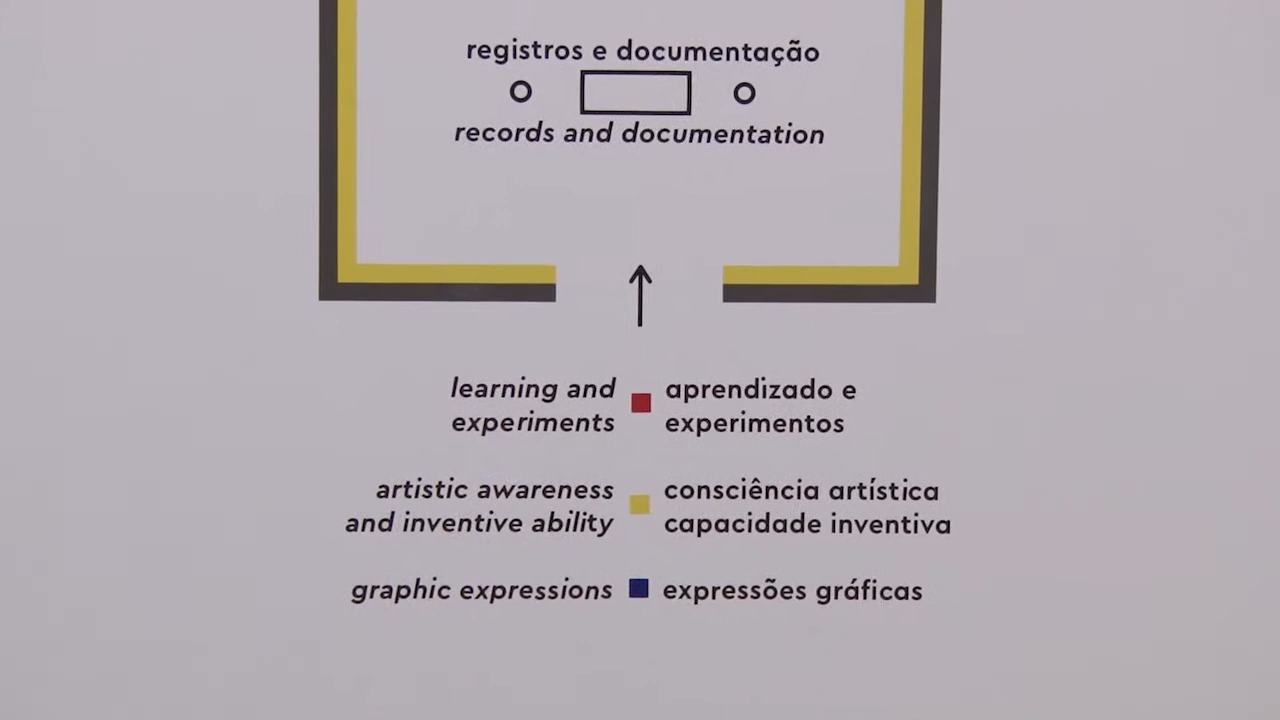 registros e documentação
records and documentation
learning and
experiments
aprendizado e
experimentos
artistic awareness
and inventive ability
consciência artística
capacidade inventiva
graphic expressions
expressões gráficas